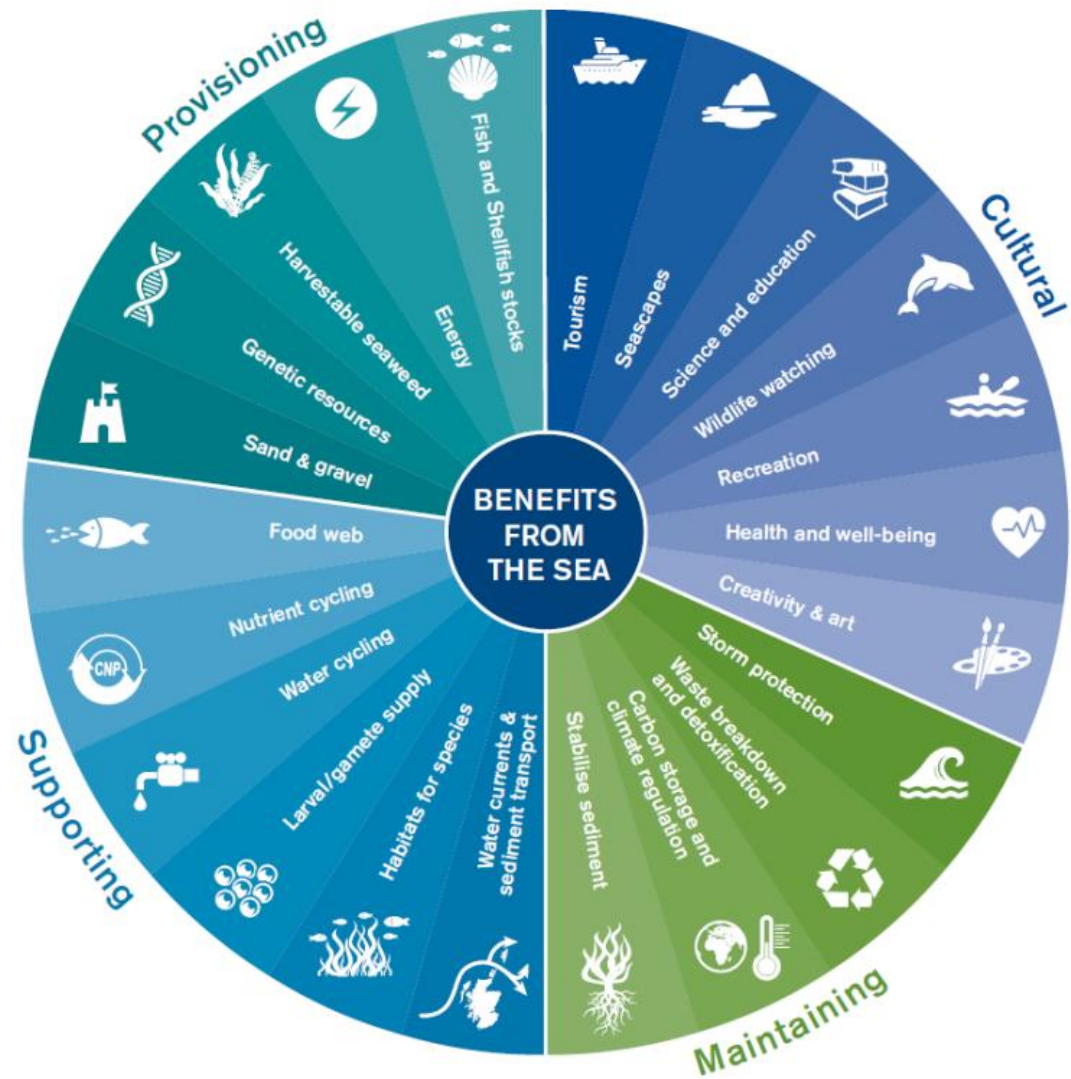 Provisioning
Fish and Shellfish stocks
Energy
Harvestable seaweed
Genetic resources
Sand & gravel
Cultural
Tourism
Seascapes
Science and education
Wildlife watching
Recreation
Health and well-being
Creativity & art
BENEFITS
FROM
THE SEA
Supporting
Food web
Nutrient cycling
CNP
Water cycling
Larval/gamete supply
Habitats for species
Water currents &
sediment transport
Maintaining
Storm protection
Waste breakdown
and detoxification
Carbon storage and
climate regulation
Stabilise sediment